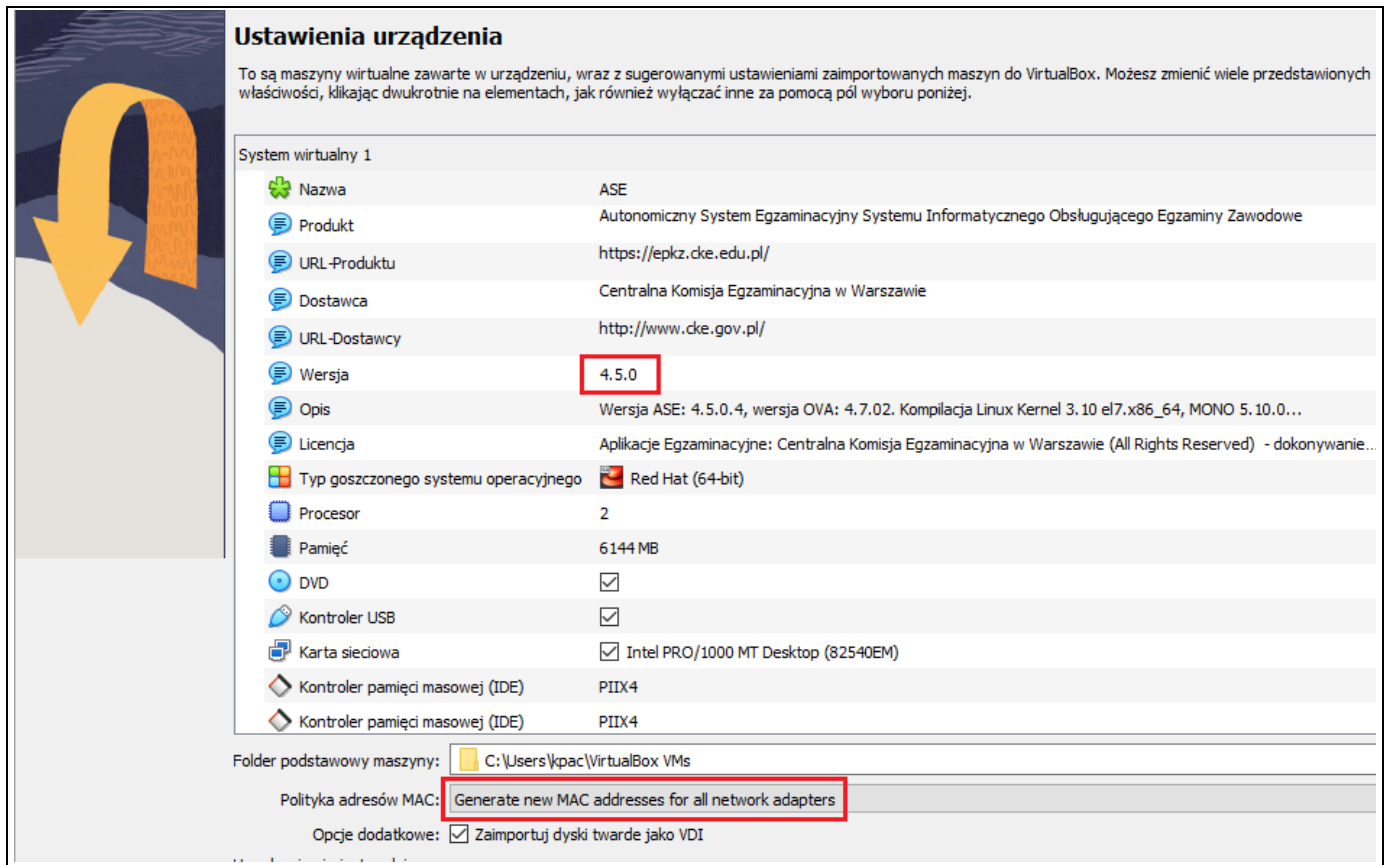 Ustawienia urządzenia
To są maszyny wirtualne zawarte w urządzeniu, wraz z sugerowanymi ustawieniami zaimportowanych maszyn do VirtualBox. Możesz zmienić wiele przedstawionych
właściwości, klikając dwukrotnie na elementach, jak również wyłączać inne za pomocą pól wyboru poniżej.
System wirtualny 1
Nazwa ASE
Produkt Autonomiczny System Egzaminacyjny Systemu Informatycznego Obsługującego Egzaminy Zawodowe
URL-Produktu https://epkz.cke.edu.pl/
Dostawca Centralna Komisja Egzaminacyjna w Warszawie
URL-Dostawcy http://www.cke.gov.pl/
Wersja 4.5.0
Opis Wersja ASE: 4.5.0.4, wersja OVA: 4.7.02. Kompilacja Linux Kernel 3.10 el7.x86_64, MONO 5.10.0...
Licencja Aplikacje Egzaminacyjne: Centralna Komisja Egzaminacyjna w Warszawie (All Rights Reserved) - dokonywanie...
Typ goszczonego systemu operacyjnego Red Hat (64-bit)
Procesor 2
Pamięć 6144 MB
DVD
Kontroler USB
Karta sieciowa Intel PRO/1000 MT Desktop (82540EM)
Kontroler pamięci masowej (IDE) PIIX4
Kontroler pamięci masowej (IDE) PIIX4
Folder podstawowy maszyny: C:\Users\kpac\VirtualBox VMs
Polityka adresów MAC: Generate new MAC addresses for all network adapters
Opcje dodatkowe: Zaimportuj dyski twarde jako VDI